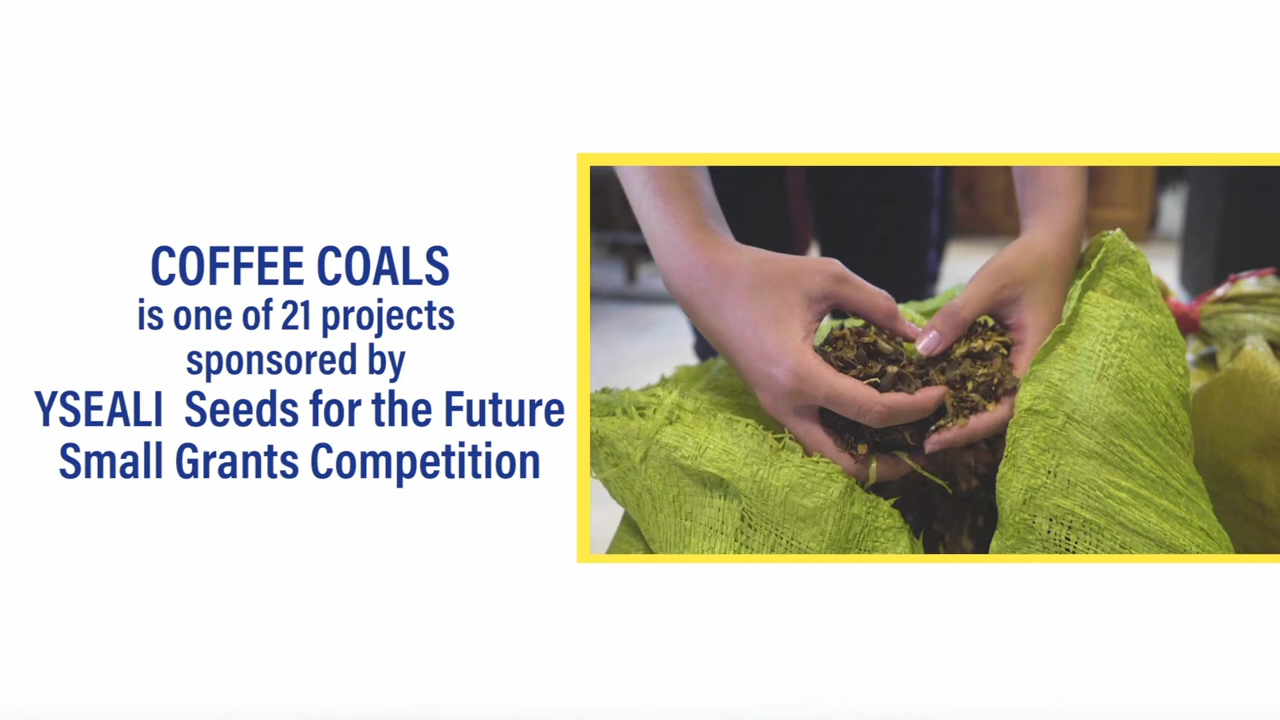 COFFEE COALS
is one of 21 projects
sponsored by
YSEALI Seeds for the Future
Small Grants Competition